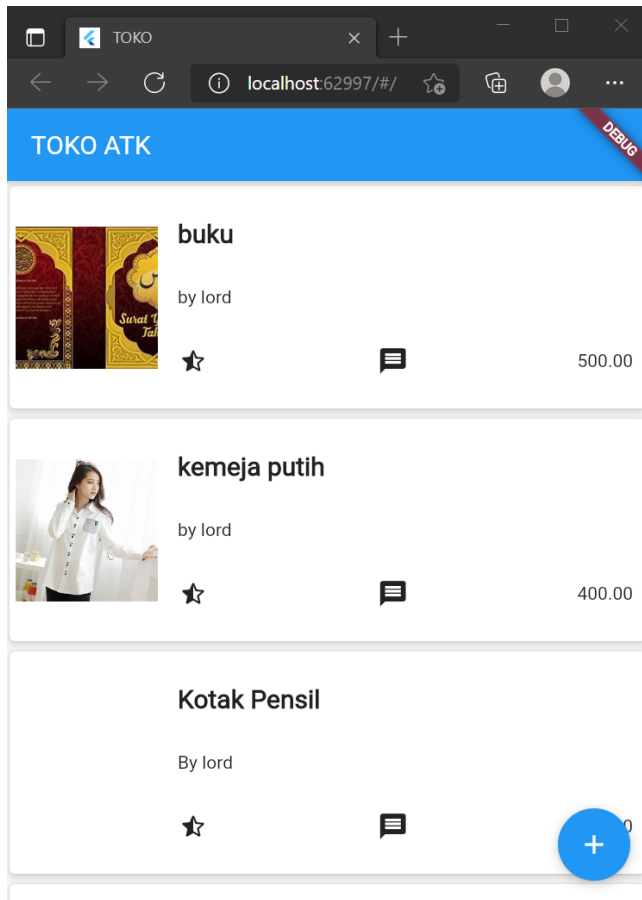 TOKO
localhost:62997/#/
TOKO ATK
DEBUG
buku
by lord
500.00
kemeja putih
by lord
400.00
Kotak Pensil
By lord